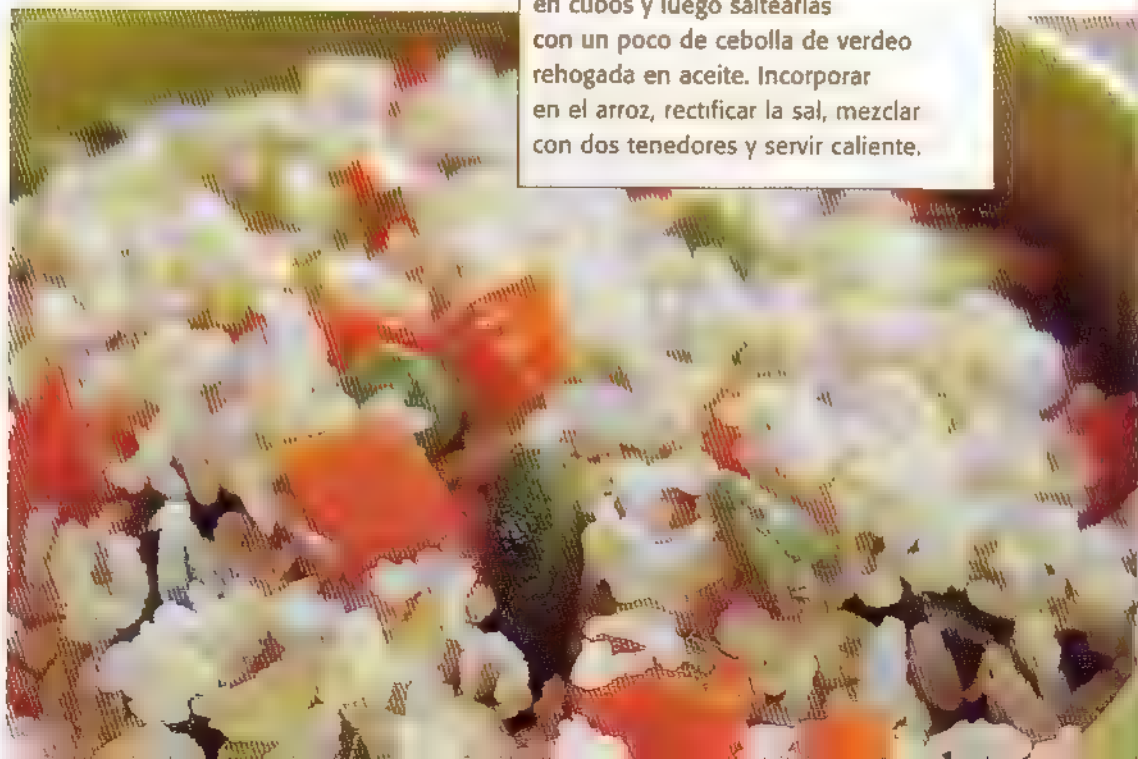 en cubos y luego saltearlas
con un poco de cebolla de verdeo
rehogada en aceite. Incorporar
en el arroz, rectificar la sal, mezclar
con dos tenedores y servir caliente.